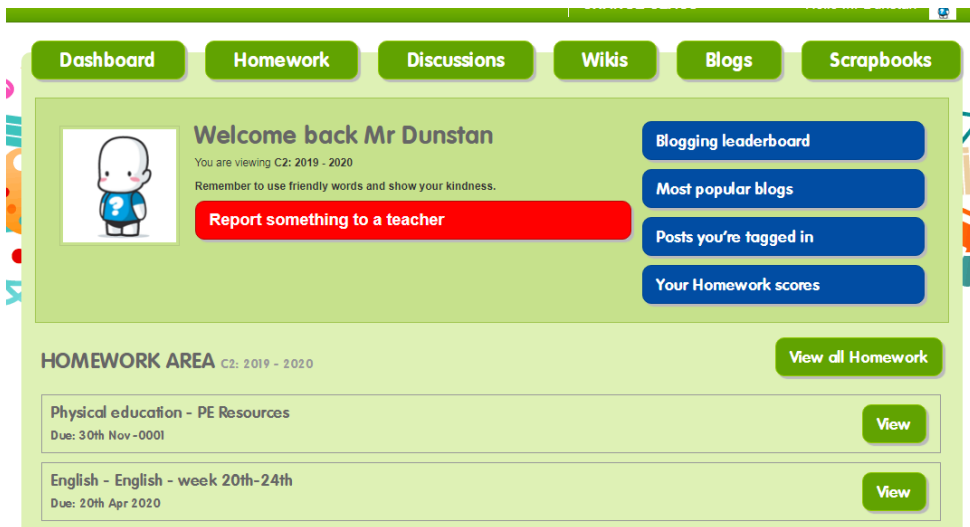 Dashboard
Homework
Discussions
Wikis
Blogs
Scrapbooks
Welcome back Mr Dunstan
You are viewing C2: 2019 - 2020
Remember to use friendly words and show your kindness.
Report something to a teacher
?
Blogging leaderboard
Most popular blogs
Posts you're tagged in
Your Homework scores
HOMEWORK AREA C2: 2019 - 2020
View all Homework
Physical education - PE Resources
Due: 30th Nov -0001
View
English - English - week 20th-24th
Due: 20th Apr 2020
View